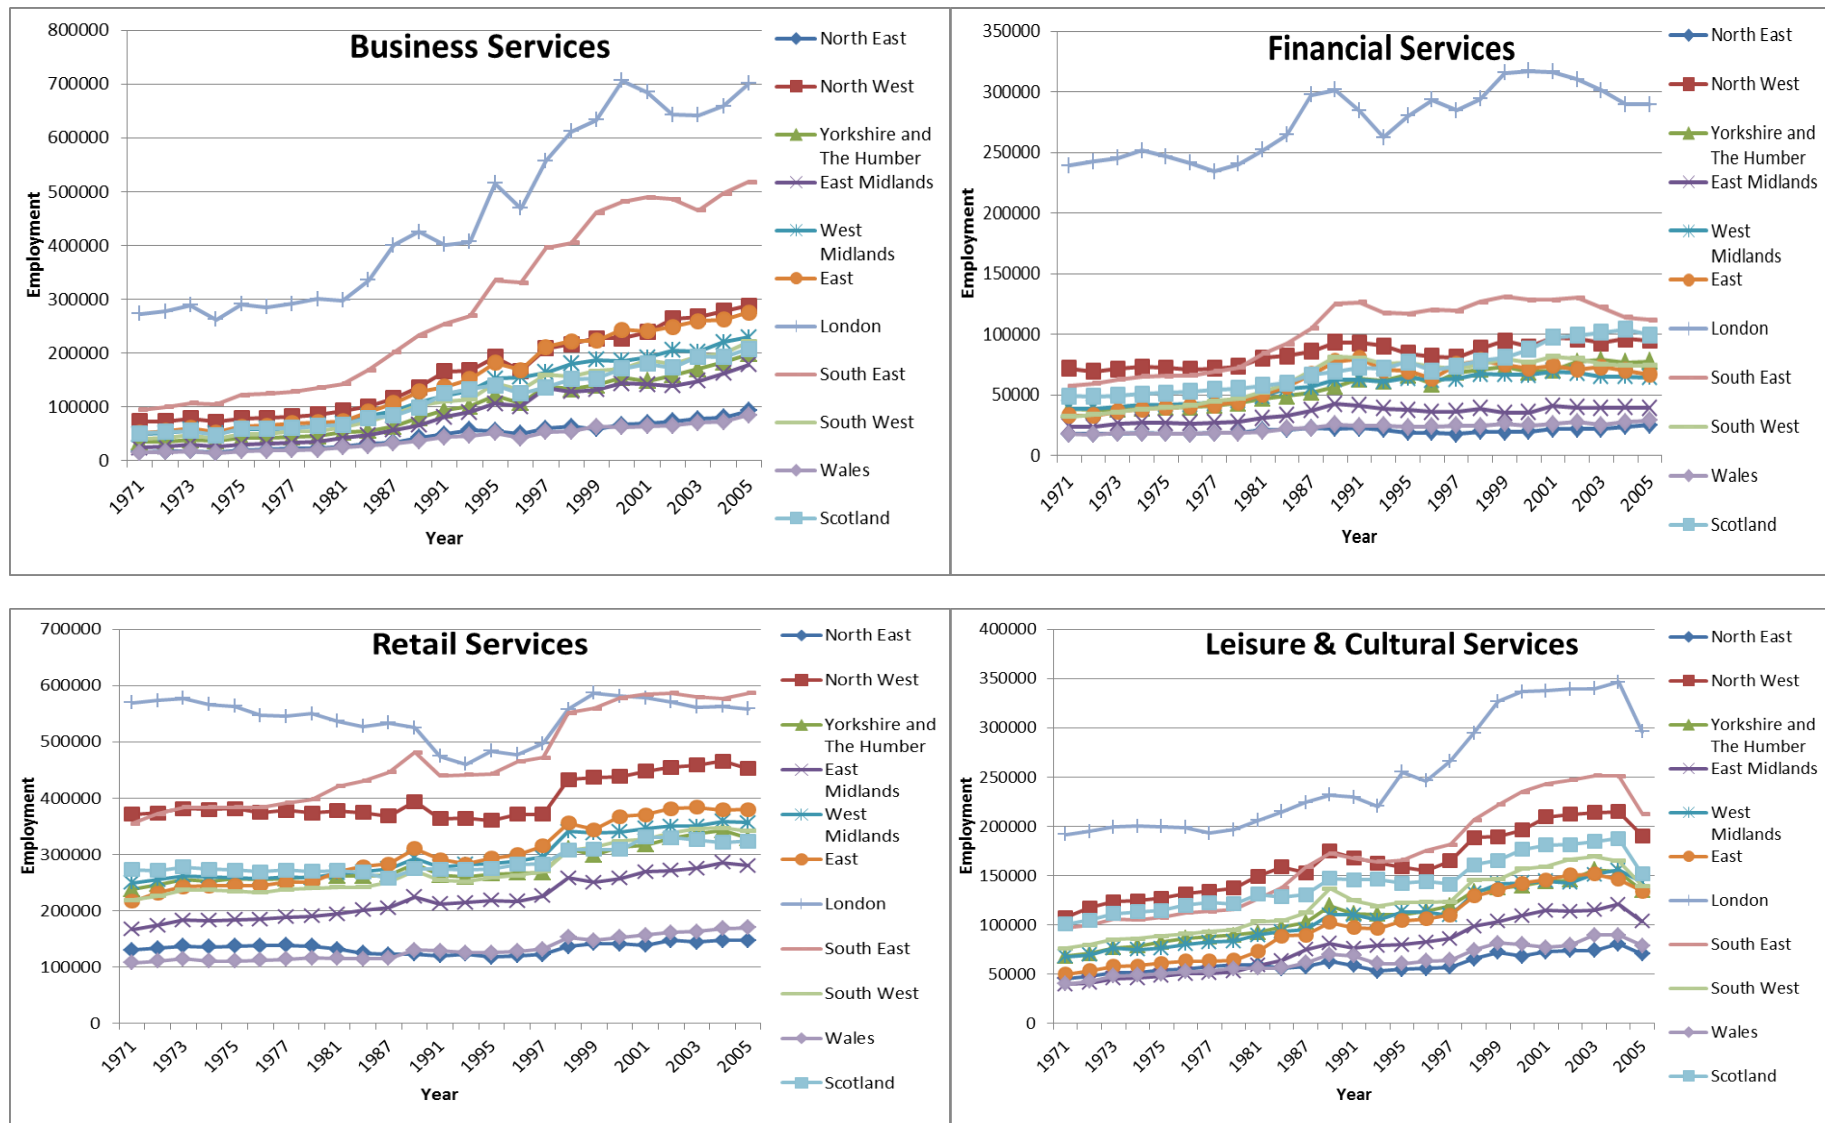 Business Services
800000
700000
600000
500000
400000
300000
200000
100000
0
Employment
1971
1973
1975
1977
1981
1987
1991
1995
1997
1999
2001
2003
2005
Year
North East
North West
Yorkshire and
The Humber
East Midlands
West
Midlands
East
London
South East
South West
Wales
Scotland
Financial Services
350000
300000
250000
200000
150000
100000
50000
0
Employment
1971
1973
1975
1977
1981
1987
1991
1995
1997
1999
2001
2003
2005
Year
North East
North West
Yorkshire and
The Humber
East Midlands
West
Midlands
East
London
South East
South West
Wales
Scotland
Retail Services
700000
600000
500000
400000
300000
200000
100000
0
Employment
1971
1973
1975
1977
1981
1987
1991
1995
1997
1999
2001
2003
2005
Year
North East
North West
Yorkshire and
The Humber
East
Midlands
West
Midlands
East
London
South East
South West
Wales
Scotland
Leisure & Cultural Services
400000
350000
300000
250000
200000
150000
100000
50000
0
Employment
1971
1973
1975
1977
1981
1987
1991
1995
1997
1999
2001
2003
2005
Year
North East
North West
Yorkshire and
The Humber
East Midlands
West
Midlands
East
London
South East
South West
Wales
Scotland